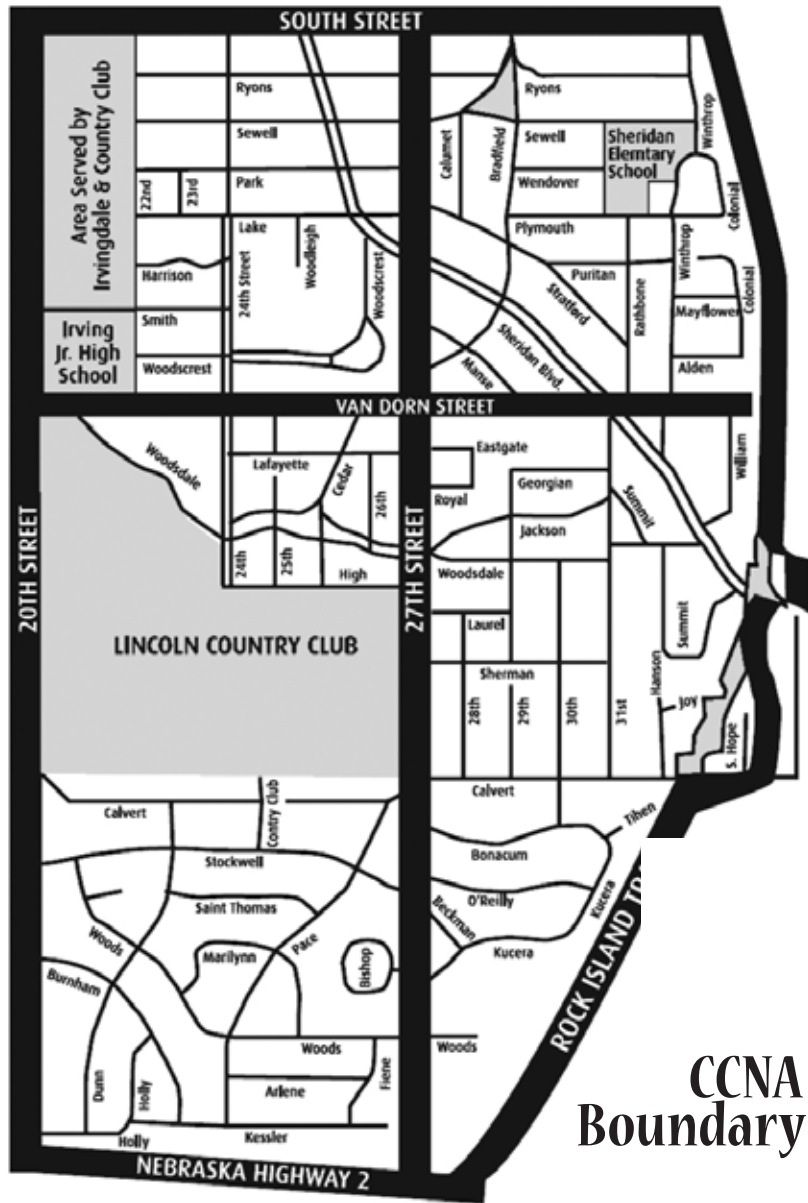 SOUTH STREET
Area Served by
Irvingdale & Country Club
Ryons
Sewell
22nd
23rd
Park
Lake
24th Street
Woodleigh
Woodscrest
Harrison
Smith
Woodscrest
Irving
Jr. High
School
Ryons
Calumet
Bradfield
Sewell
Wendover
Sheridan
Elerntary
School
Winthrop
Colonial
Plymouth
Winthrop
Puritan
Stratford
Rathbone
Colonial
Mayflower
Alden
Sheridan Blvd.
Manse
VAN DORN STREET
20TH STREET
27TH STREET
Woodsdale
Lafayette
Cedar
26th
24th
25th
High
LINCOLN COUNTRY CLUB
Eastgate
Royal
Georgian
Summit
William
Jackson
Woodsdale
Laurel
Sherman
28th
29th
30th
31st
Hanson
Summit
Joy
S. Hope
Calvert
Contry Club
Calvert
Stockwell
Saint Thomas
Woods
Marilynn
Pace
Bishop
Burnham
Dunn
Holly
Holly
Woods
Arlene
Fiene
Kessler
Tihen
Bonacum
O'Reilly
Beckman
Kucera
Kucera
Woods
ROCK ISLAND
NEBRASKA HIGHWAY 2
CCNA
Boundary